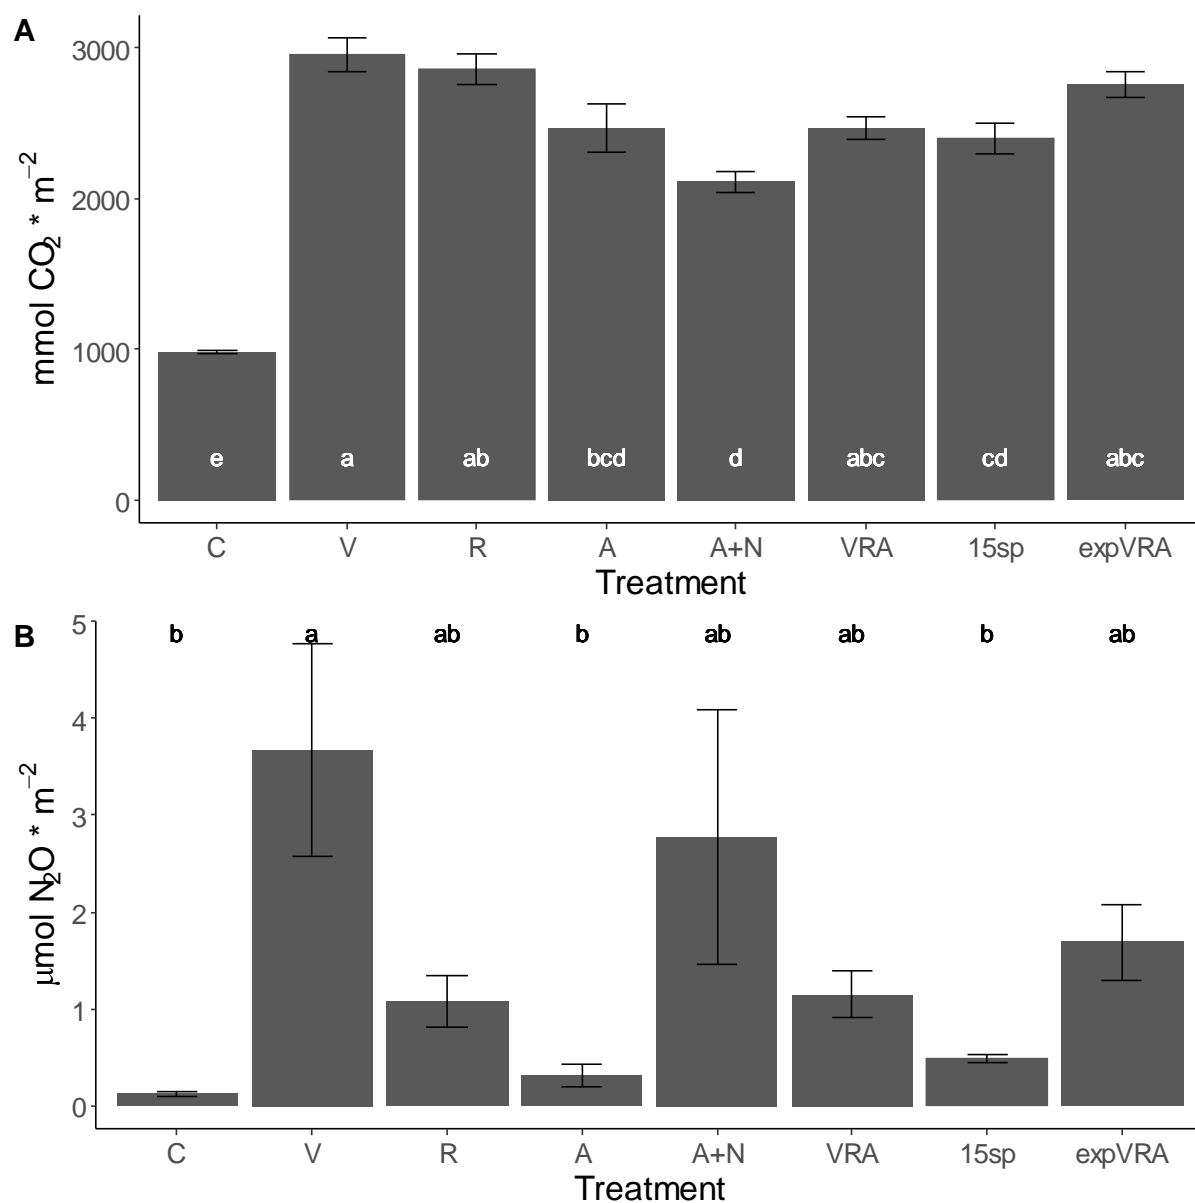 A
3000
2000
1000
0
mmol CO₂ * m⁻²
e a ab bcd d abc cd abc
C V R A A+N VRA 15sp expVRA
Treatment
B
5
4
3
2
1
0
μmol N₂O * m⁻²
b a ab b ab ab b ab
C V R A A+N VRA 15sp expVRA
Treatment